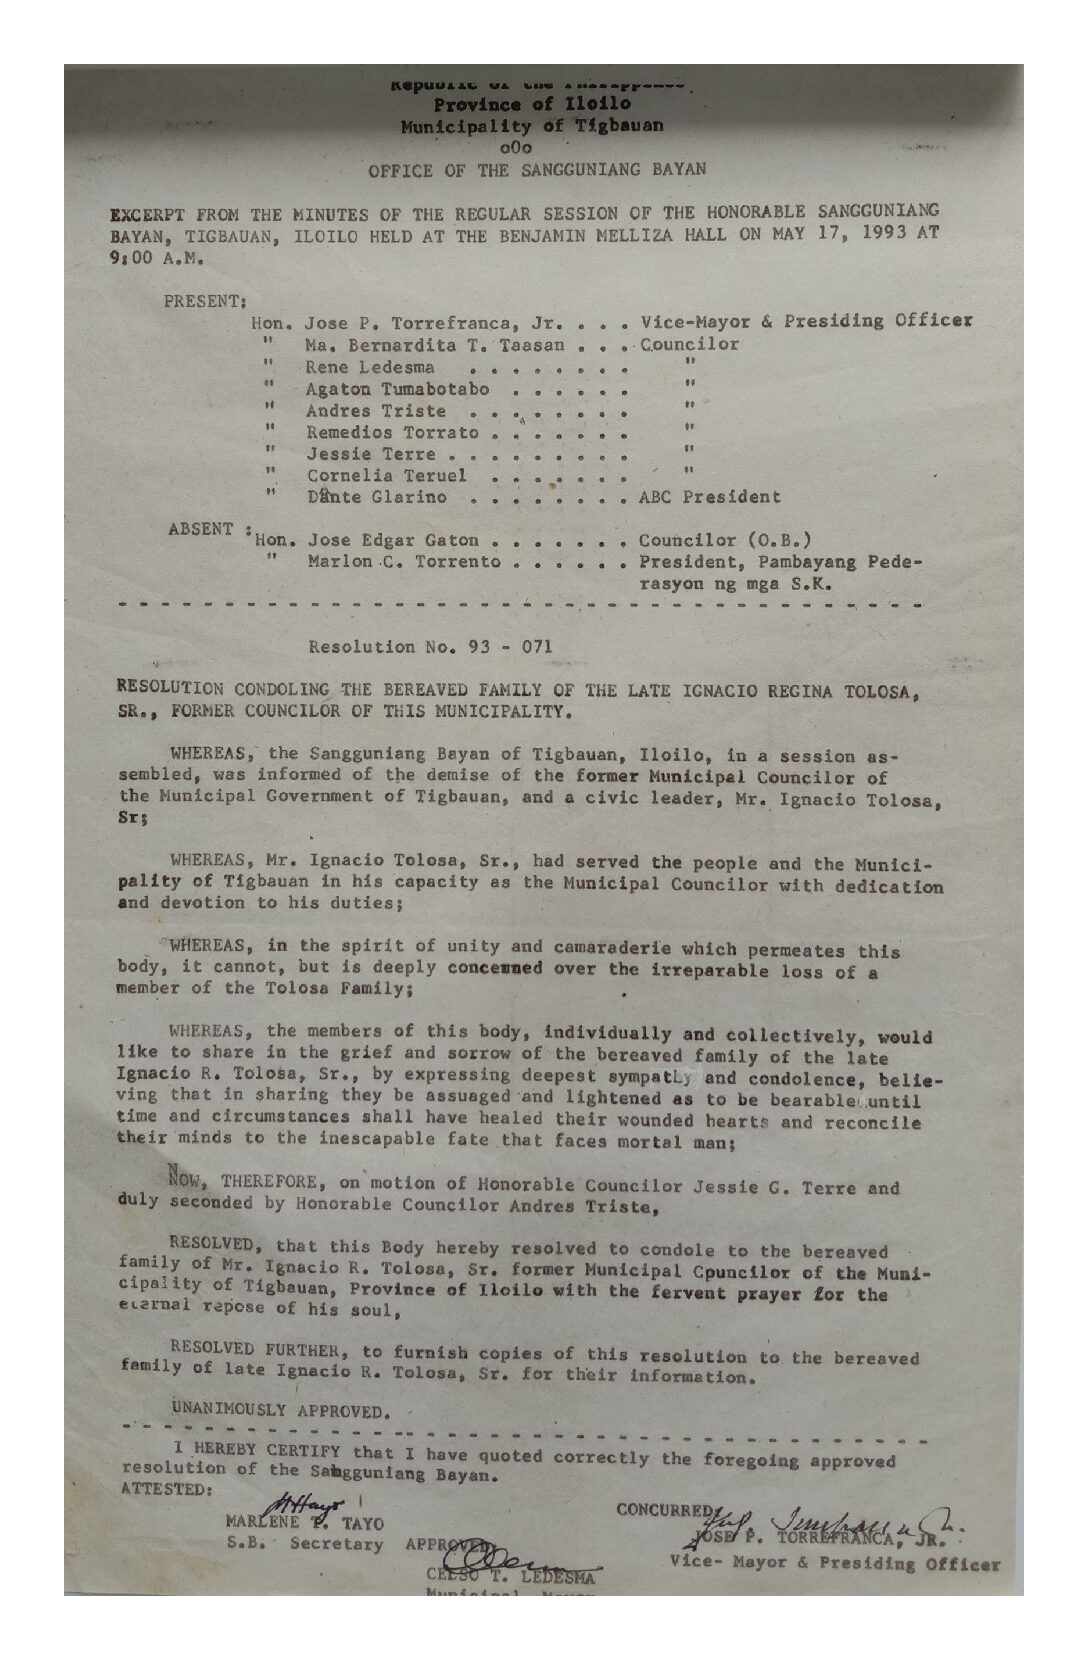 Republic of the
Province of Iloilo
Municipality of Tigbauan
oOo
OFFICE OF THE SANGGUNIANG BAYAN
EXCERPT FROM THE MINUTES OF THE REGULAR SESSION OF THE HONORABLE SANGGUNIANG
BAYAN, TIGBAUAN, ILOILO HELD AT THE BENJAMIN MELLIZA HALL ON MAY 17, 1993 AT
9:00 A.M.
PRESENT:
Hon. Jose P. Torrefranca, Jr. . . . Vice-Mayor & Presiding Officer
" Ma. Bernardita T. Taasan . . . Councilor
" Rene Ledesma . . . . . . . . "
" Agaton Tumabotabo . . . . . . "
" Andres Triste . . . . . . . . "
" Remedios Torrato . . . . . . . "
" Jessie Terre . . . . . . . . . "
" Cornelia Teruel . . . . . . . "
" Dante Glarino . . . . . . . . ABC President
ABSENT :
Hon. Jose Edgar Gaton . . . . . . . Councilor (O.B.)
" Marlon C. Torrento . . . . . . President, Pambayang Pede-
rasyon ng mga S.K.
- - - - - - - - - - - - - - - - - - - - - - - - - - - - - - - - - - - - - -
Resolution No. 93 - 071
RESOLUTION CONDOLING THE BEREAVED FAMILY OF THE LATE IGNACIO REGINA TOLOSA,
SR., FORMER COUNCILOR OF THIS MUNICIPALITY.
WHEREAS, the Sangguniang Bayan of Tigbauan, Iloilo, in a session as-
sembled, was informed of the demise of the former Municipal Councilor of
the Municipal Government of Tigbauan, and a civic leader, Mr. Ignacio Tolosa,
Sr;
WHEREAS, Mr. Ignacio Tolosa, Sr., had served the people and the Munici-
pality of Tigbauan in his capacity as the Municipal Councilor with dedication
and devotion to his duties;
WHEREAS, in the spirit of unity and camaraderie which permeates this
body, it cannot, but is deeply concerned over the irreparable loss of a
member of the Tolosa Family;
WHEREAS, the members of this body, individually and collectively, would
like to share in the grief and sorrow of the bereaved family of the late
Ignacio R. Tolosa, Sr., by expressing deepest sympathy and condolence, belie-
ving that in sharing they be assuaged and lightened as to be bearable until
time and circumstances shall have healed their wounded hearts and reconcile
their minds to the inescapable fate that faces mortal man;
NOW, THEREFORE, on motion of Honorable Councilor Jessie G. Terre and
duly seconded by Honorable Councilor Andres Triste,
RESOLVED, that this Body hereby resolved to condole to the bereaved
family of Mr. Ignacio R. Tolosa, Sr. former Municipal Cpuncilor of the Muni-
cipality of Tigbauan, Province of Iloilo with the fervent prayer for the
eternal repose of his soul,
RESOLVED FURTHER, to furnish copies of this resolution to the bereaved
family of late Ignacio R. Tolosa, Sr. for their information.
UNANIMOUSLY APPROVED.
- - - - - - - - - - - - - - - - - - - - - - - - - - - - - - - - - - - - - -
I HEREBY CERTIFY that I have quoted correctly the foregoing approved
resolution of the Sangguniang Bayan.
ATTESTED:
MARLENE P. TAYO
S.B. Secretary
CONCURRED:
JOSE P. TORREFRANCA, JR.
Vice- Mayor & Presiding Officer
APPROVED:
CELSO T. LEDESMA
Municipal Mayor